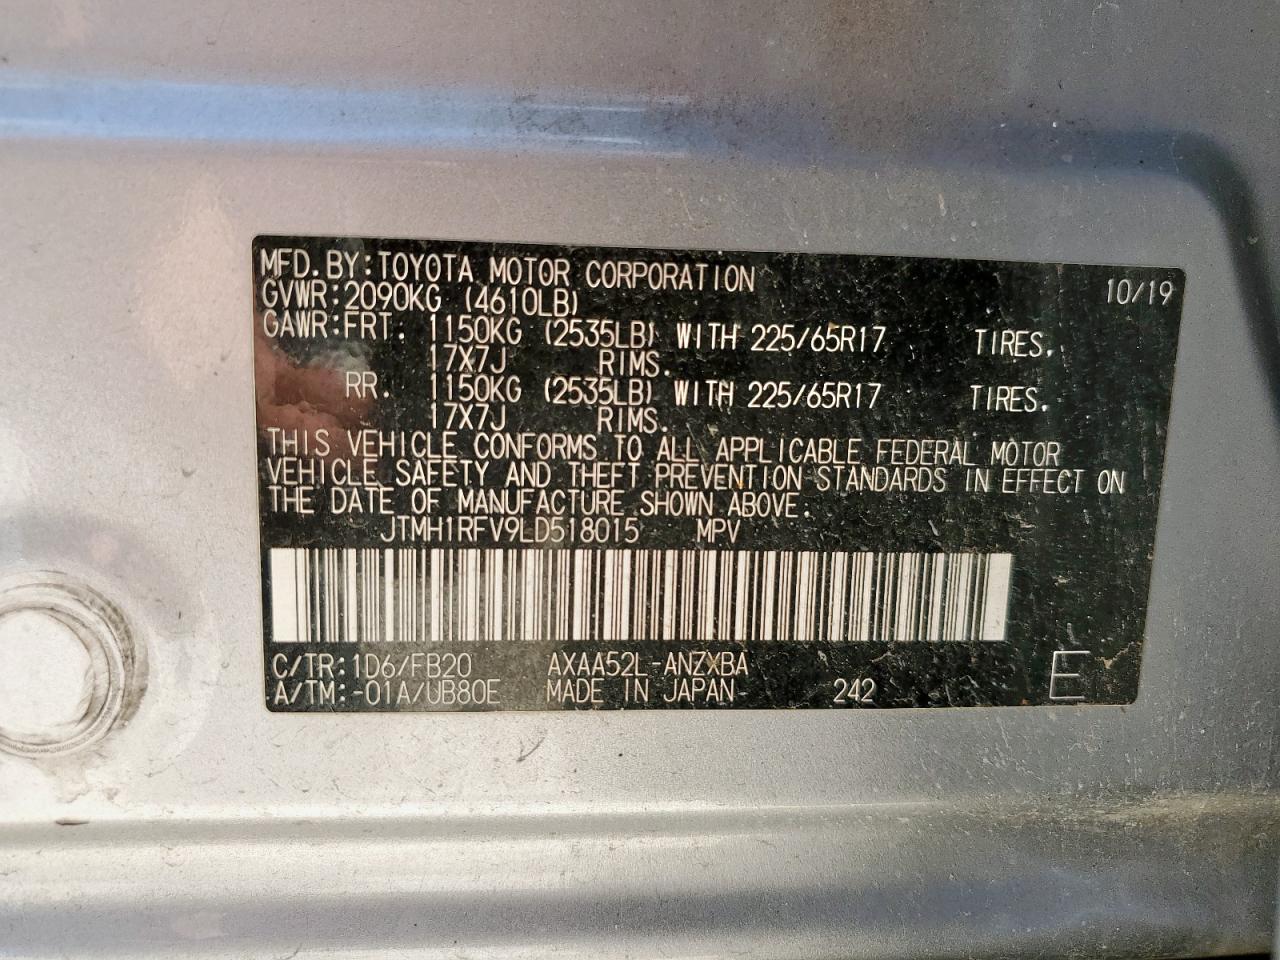 MFD.BY:TOYOTA MOTOR CORPORATION 10/19
GVWR:2090KG (4610LB)
GAWR:FRT. 1150KG (2535LB) WITH 225/65R17 TIRES.
17X7J RIMS.
RR. 1150KG (2535LB) WITH 225/65R17 TIRES.
17X7J RIMS.
THIS VEHICLE CONFORMS TO ALL APPLICABLE FEDERAL MOTOR
VEHICLE SAFETY AND THEFT PREVENTION STANDARDS IN EFFECT ON
THE DATE OF MANUFACTURE SHOWN ABOVE.
JTMH1RFV9LD518015 MPV
C/TR:1D6/FB20 AXAA52L-ANZXBA
A/TM:-01A/UB80E MADE IN JAPAN 242 E